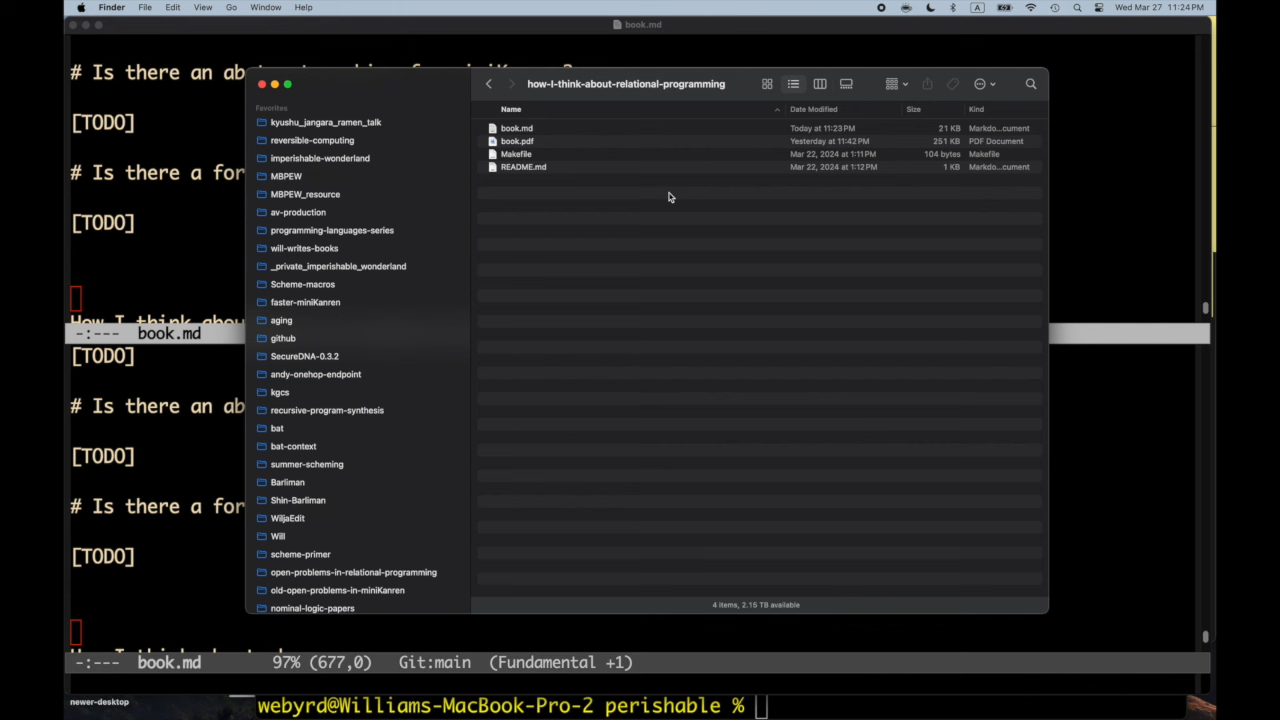 Finder File Edit View Go Window Help A Wed Mar 27 11:24 PM
book.md
# Is there an ab
[TODO]
# Is there a for
[TODO]
How I think abou
-:--- book.md
[TODO]
# Is there an ab
[TODO]
# Is there a for
[TODO]
-:--- book.md 97% (677,0) Git:main (Fundamental +1)
how-I-think-about-relational-programming
Favorites
kyushu_jangara_ramen_talk
reversible-computing
imperishable-wonderland
MBPEW
MBPEW_resource
av-production
programming-languages-series
will-writes-books
_private_imperishable_wonderland
Scheme-macros
faster-miniKanren
aging
github
SecureDNA-0.3.2
andy-onehop-endpoint
kgcs
recursive-program-synthesis
bat
bat-context
summer-scheming
Barliman
Shin-Barliman
WiljaEdit
Will
scheme-primer
open-problems-in-relational-programming
old-open-problems-in-miniKanren
nominal-logic-papers
Name Date Modified Size Kind
book.md Today at 11:23 PM 21 KB Markdo...cument
book.pdf Yesterday at 11:42 PM 251 KB PDF Document
Makefile Mar 22, 2024 at 1:11 PM 104 bytes Makefile
README.md Mar 22, 2024 at 1:12 PM 1 KB Markdo...cument
4 items, 2.15 TB available
newer-desktop
webyrd@Williams-MacBook-Pro-2 perishable %